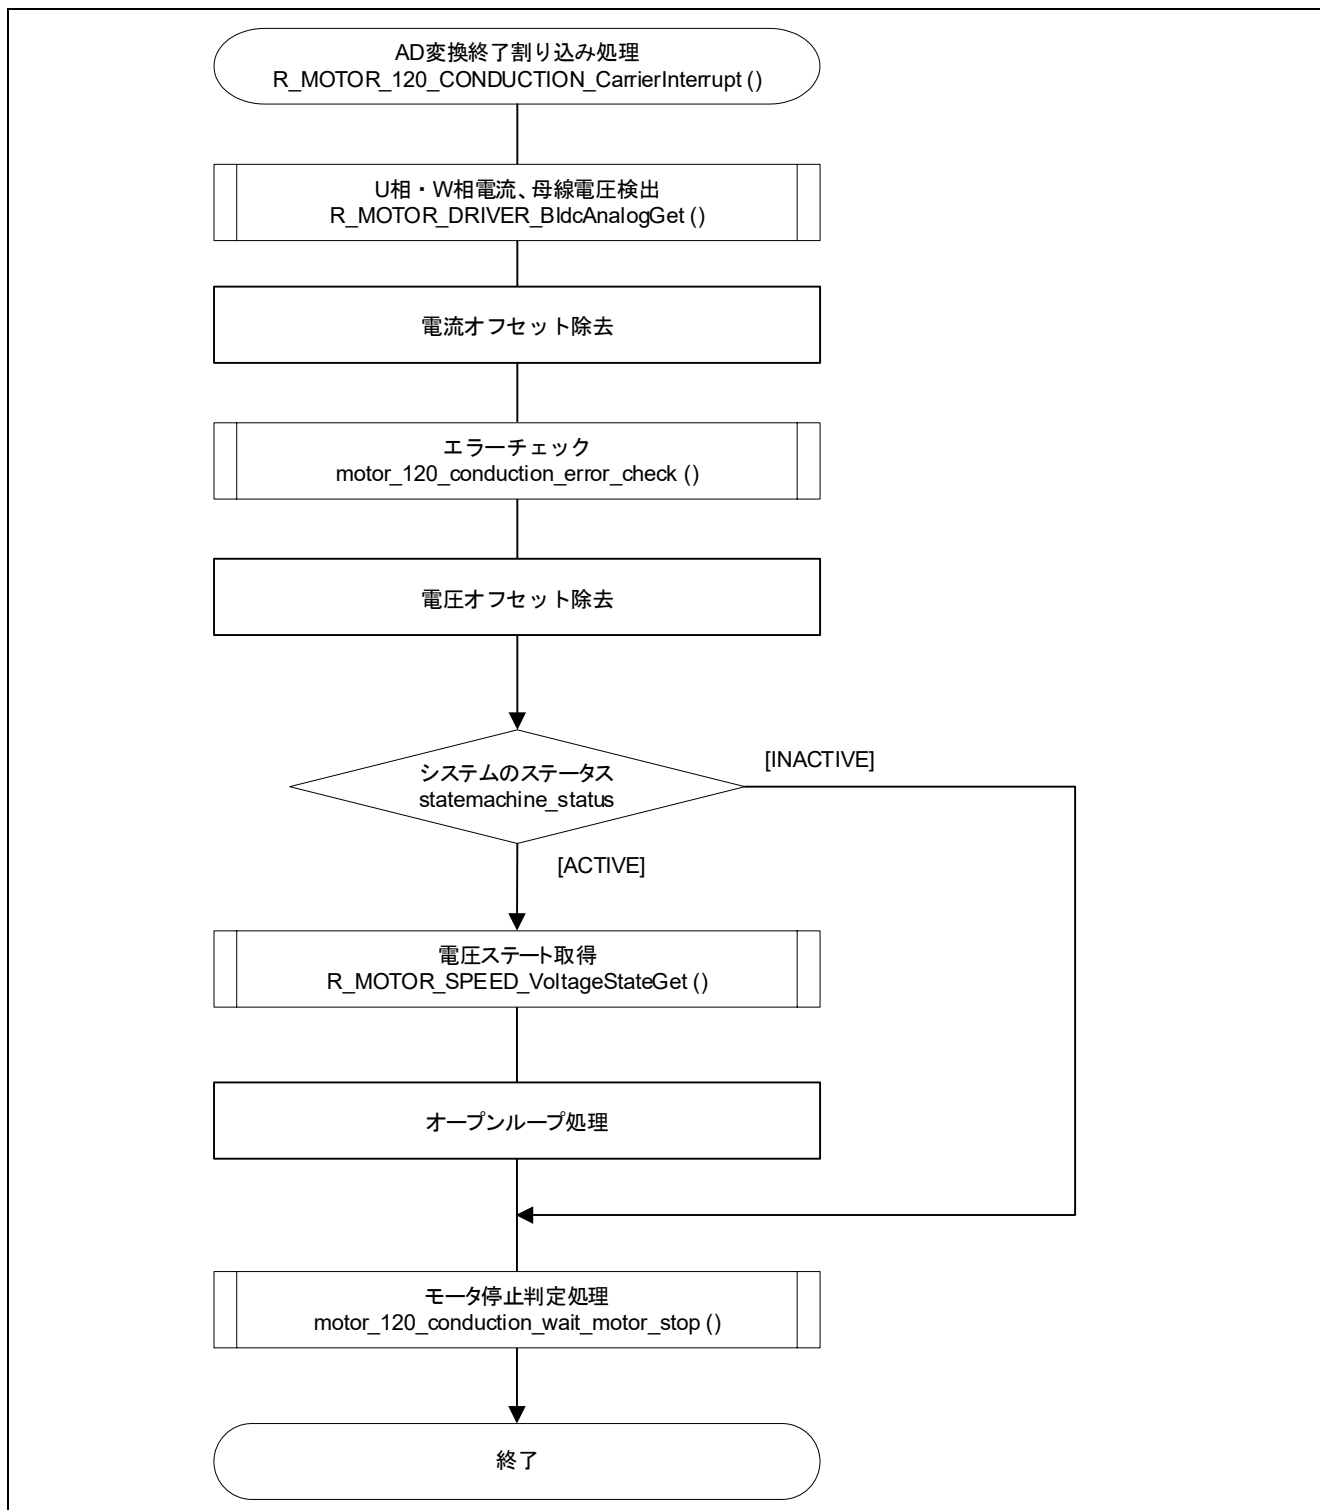 AD変換終了割り込み処理
R_MOTOR_120_CONDUCTION_CarrierInterrupt ()
U相・W相電流、母線電圧検出
R_MOTOR_DRIVER_BldcAnalogGet ()
電流オフセット除去
エラーチェック
motor_120_conduction_error_check ()
電圧オフセット除去
システムのステータス
statemachine_status
[INACTIVE]
[ACTIVE]
電圧ステート取得
R_MOTOR_SPEED_VoltageStateGet ()
オープンループ処理
モータ停止判定処理
motor_120_conduction_wait_motor_stop ()
終了